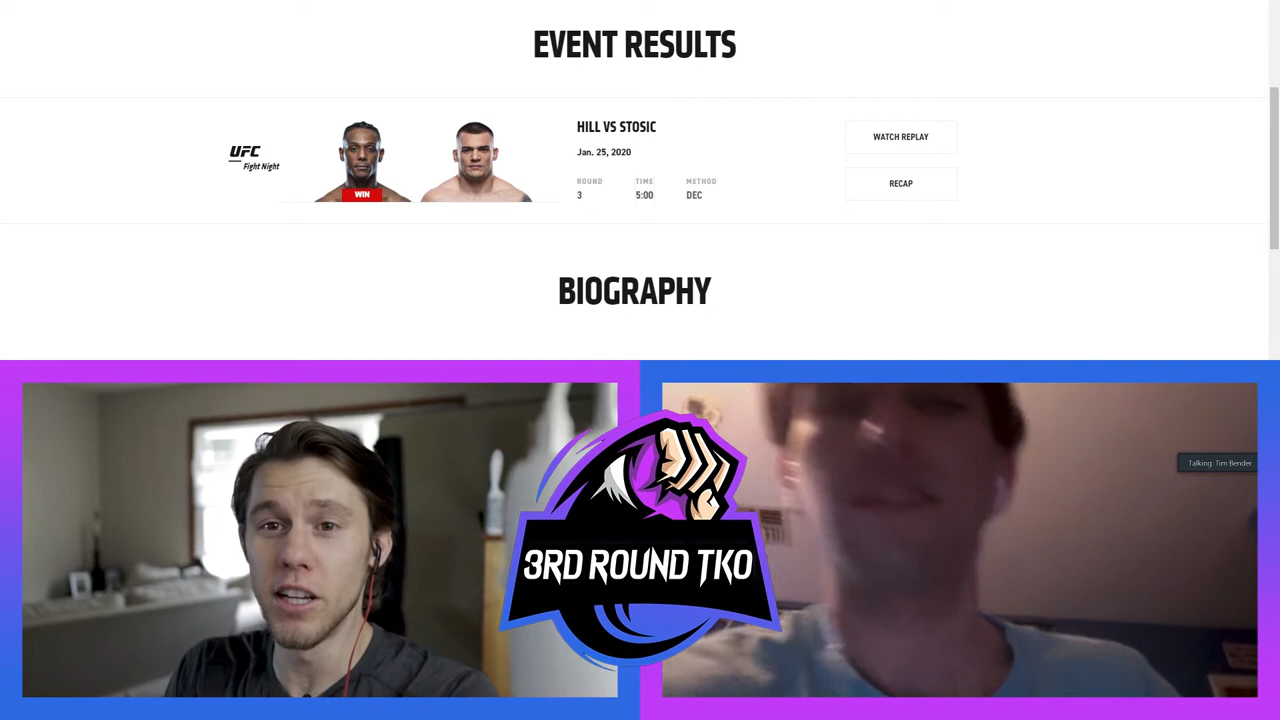 EVENT RESULTS
UFC
Fight Night
WIN
HILL VS STOSIC
Jan. 25, 2020
ROUND TIME METHOD
3 5:00 DEC
WATCH REPLAY
RECAP
BIOGRAPHY
Talking: Tim Bender
3RD ROUND TKO